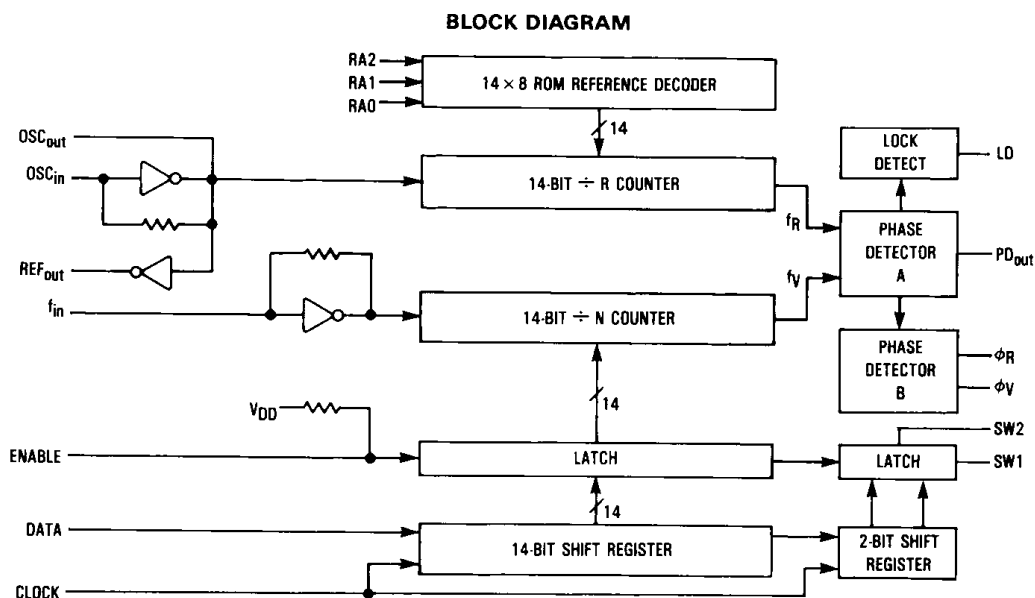 BLOCK DIAGRAM
RA2
RA1
RA0
14 × 8 ROM REFERENCE DECODER
14
OSCout
OSCin
14-BIT ÷ R COUNTER
LOCK
DETECT
LD
fR
REFout
PHASE
DETECTOR
A
PDout
fin
fV
14-BIT ÷ N COUNTER
PHASE
DETECTOR
B
ϕR
ϕV
14
VDD
SW2
ENABLE
LATCH
LATCH
SW1
14
DATA
14-BIT SHIFT REGISTER
2-BIT SHIFT
REGISTER
CLOCK